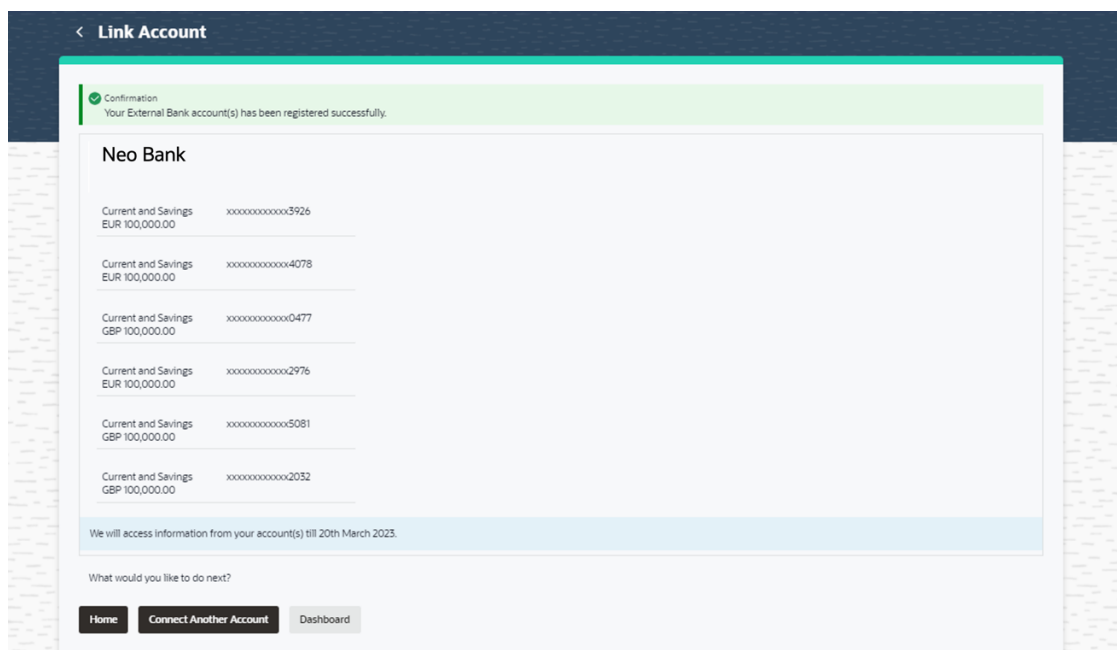 Link Account
Confirmation
Your External Bank account(s) has been registered successfully.
Neo Bank
Current and Savings xxxxxxxxxxxx3926
EUR 100,000.00
Current and Savings xxxxxxxxxxxx4078
EUR 100,000.00
Current and Savings xxxxxxxxxxxx0477
GBP 100,000.00
Current and Savings xxxxxxxxxxxx2976
EUR 100,000.00
Current and Savings xxxxxxxxxxxx5081
GBP 100,000.00
Current and Savings xxxxxxxxxxxx2032
GBP 100,000.00
We will access information from your account(s) till 20th March 2023.
What would you like to do next?
Home Connect Another Account Dashboard